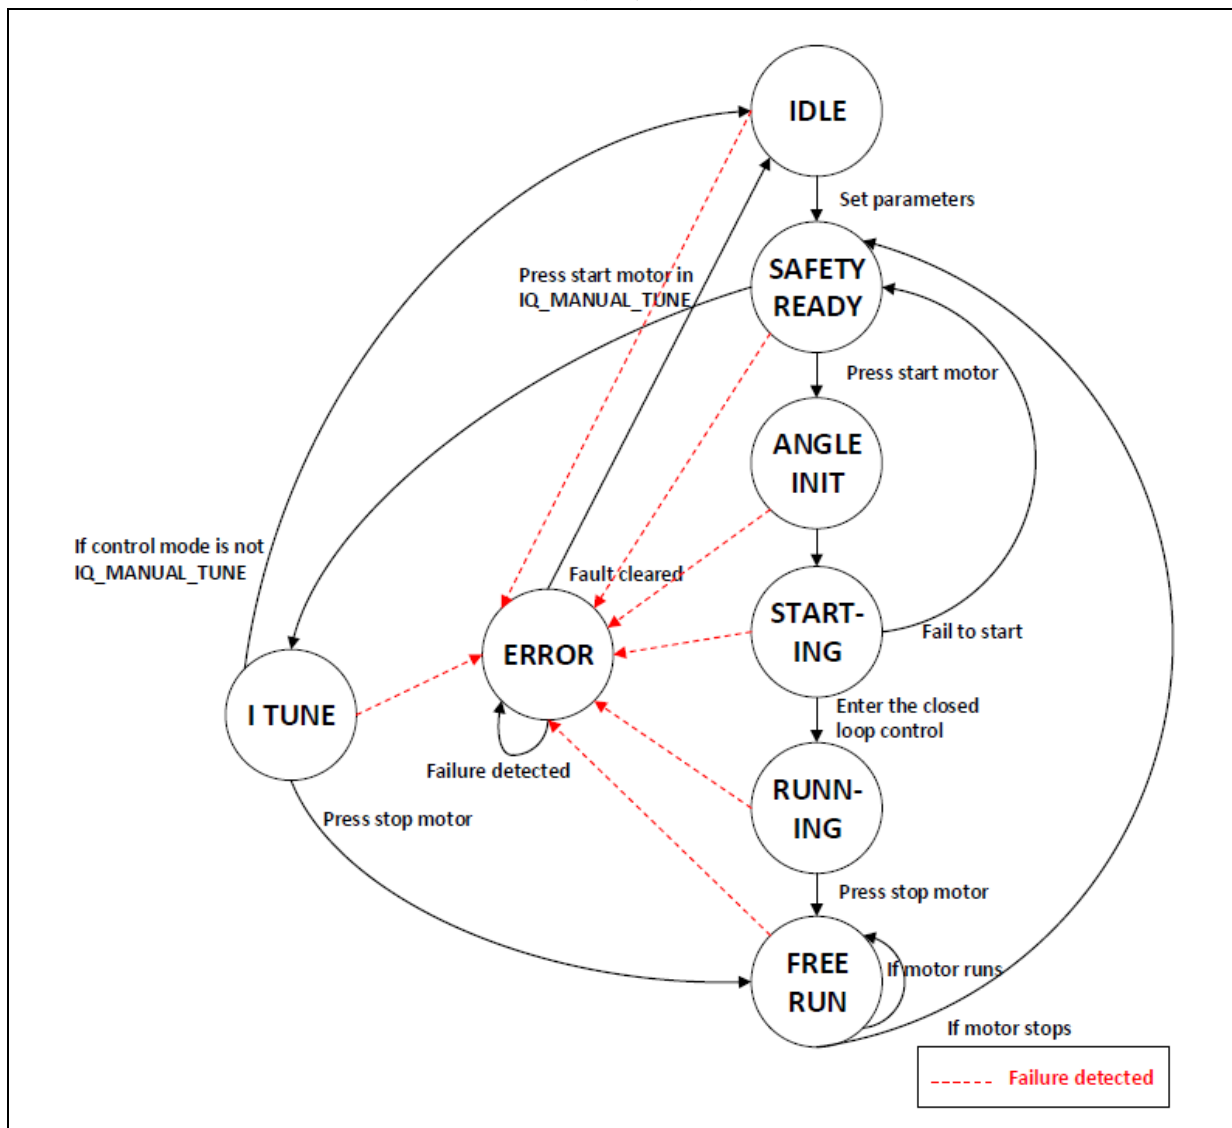 IDLE
Set parameters
SAFETY
READY
Press start motor in
IQ_MANUAL_TUNE
Press start motor
ANGLE
INIT
If control mode is not
IQ_MANUAL_TUNE
Fault cleared
START-
ING
Fail to start
ERROR
I TUNE
Enter the closed
loop control
Failure detected
RUNN-
ING
Press stop motor
Press stop motor
FREE
RUN
If motor runs
If motor stops
Failure detected